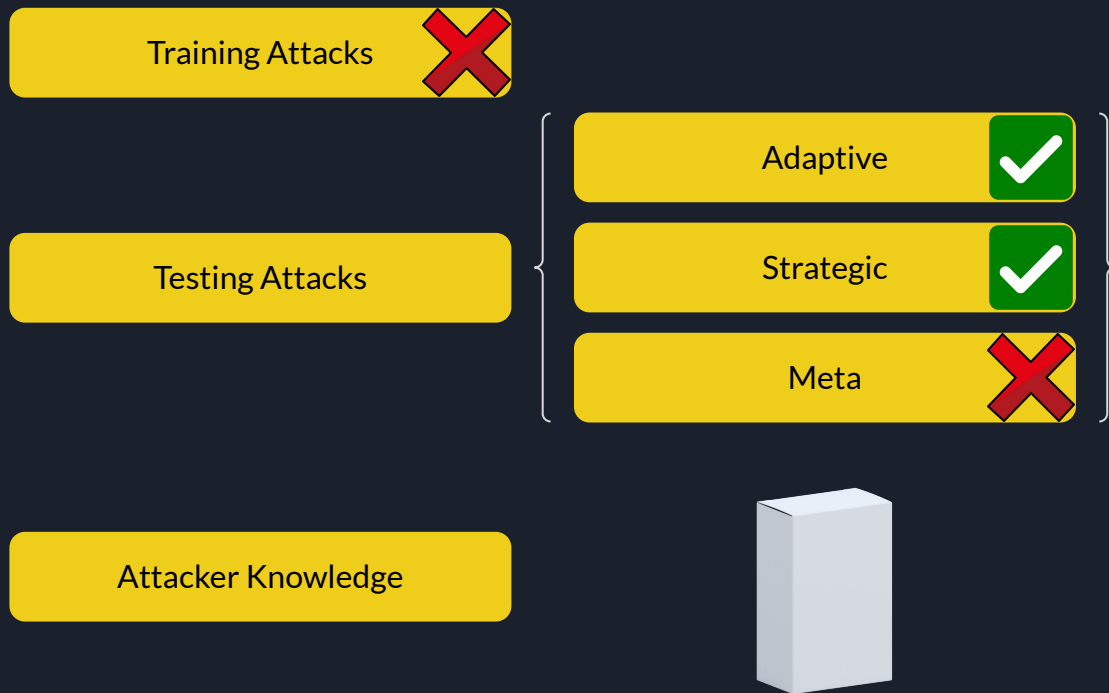 Training Attacks
Adaptive
Testing Attacks
Strategic
Meta
Attacker Knowledge